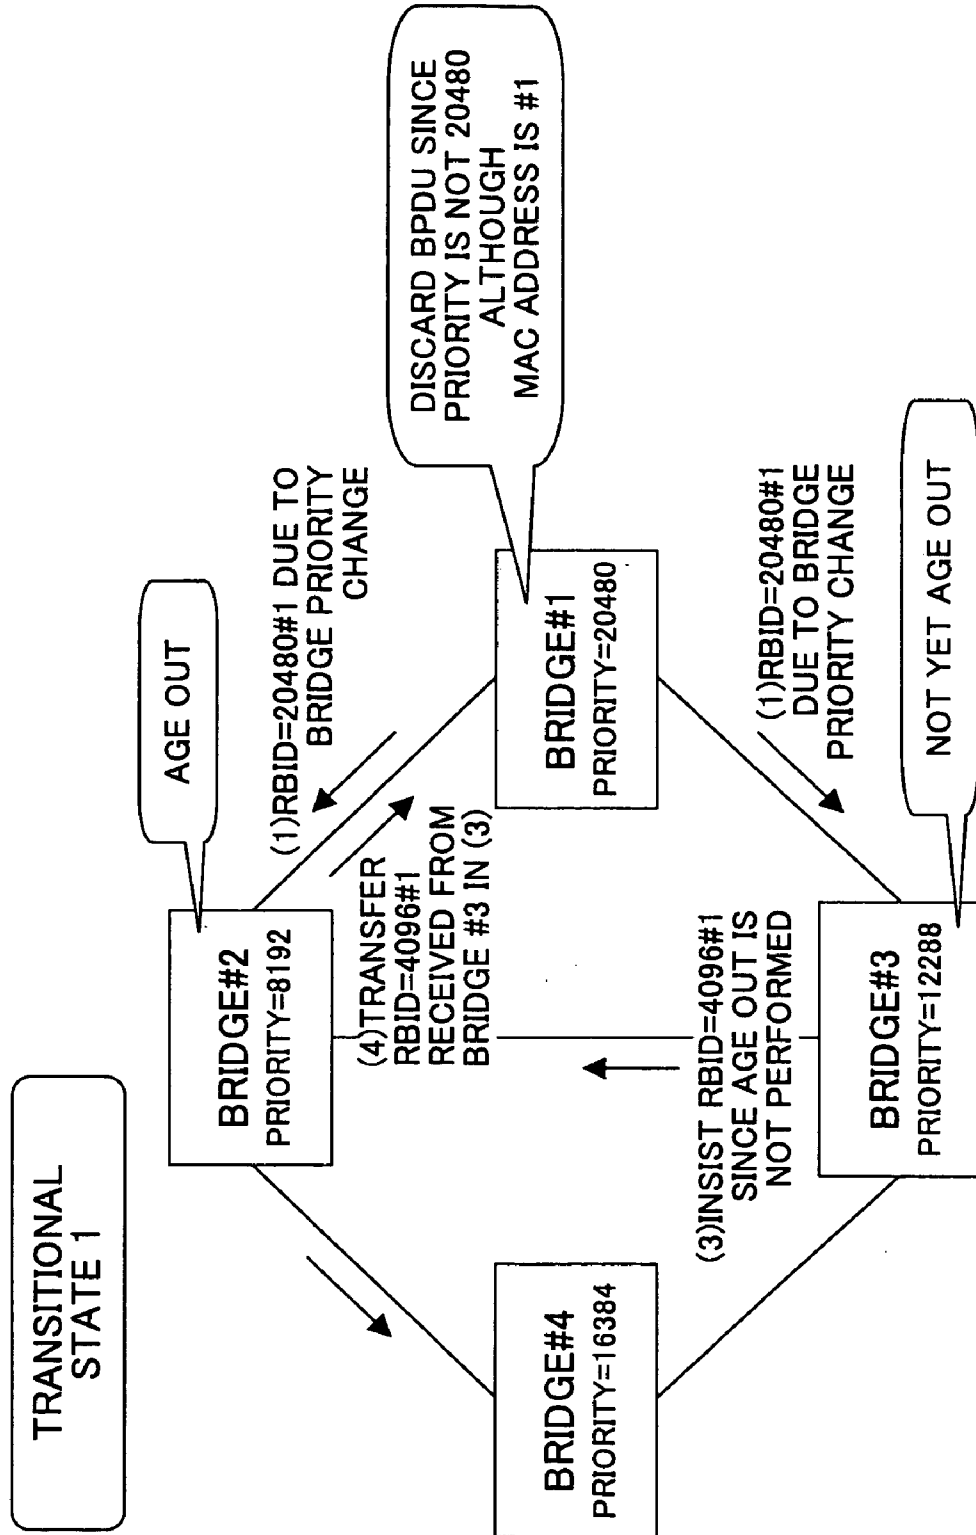 TRANSITIONAL
STATE 1
AGE OUT
BRIDGE#2
PRIORITY=8192
(1)RBID=20480#1 DUE TO
BRIDGE PRIORITY
CHANGE
(4)TRANSFER
RBID=4096#1
RECEIVED FROM
BRIDGE #3 IN (3)
DISCARD BPDU SINCE
PRIORITY IS NOT 20480
ALTHOUGH
MAC ADDRESS IS #1
BRIDGE#4
PRIORITY=16384
BRIDGE#1
PRIORITY=20480
(3)INSIST RBID=4096#1
SINCE AGE OUT IS
NOT PERFORMED
(1)RBID=20480#1
DUE TO BRIDGE
PRIORITY CHANGE
BRIDGE#3
PRIORITY=12288
NOT YET AGE OUT